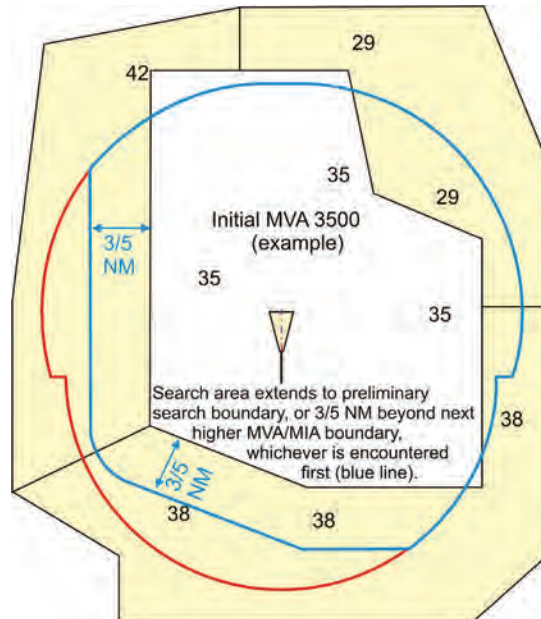 29
42
35
29
Initial MVA 3500
(example)
3/5
NM
35
35
Search area extends to preliminary
search boundary, or 3/5 NM beyond next
higher MVA/MIA boundary,
whichever is encountered
first (blue line).
38
3/5
NM
38
38